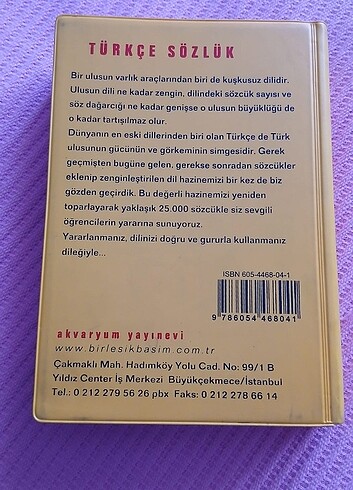 TÜRKÇE SÖZLÜK
Bir ulusun varlık araçlarından biri de kuşkusuz dilidir.
Ulusun dili ne kadar zengin, dilindeki sözcük sayısı ve
söz dağarcığı ne kadar genişse o ulusun büyüklüğü de
o kadar tartışılmaz olur.
Dünyanın en eski dillerinden biri olan Türkçe de Türk
ulusunun gücünün ve görkeminin simgesidir. Gerek
geçmişten bugüne gelen, gerekse sonradan sözcükler
eklenip zenginleştirilen dil hazinemizi bir kez de biz
gözden geçirdik. Bu değerli hazinemizi yeniden
toparlayarak yaklaşık 25.000 sözcükle siz sevgili
öğrencilerin yararına sunuyoruz.
Yararlanmanız, dilinizi doğru ve gururla kullanmanız
dileğiyle...
ISBN 605-4468-04-1
9 786054 468041
akvaryum yayınevi
www.birlesikbasim.com.tr
Çakmaklı Mah. Hadımköy Yolu Cad. No: 99/1 B
Yıldız Center İş Merkezi Büyükçekmece/İstanbul
Tel.: 0 212 279 56 26 pbx Faks: 0 212 278 66 14